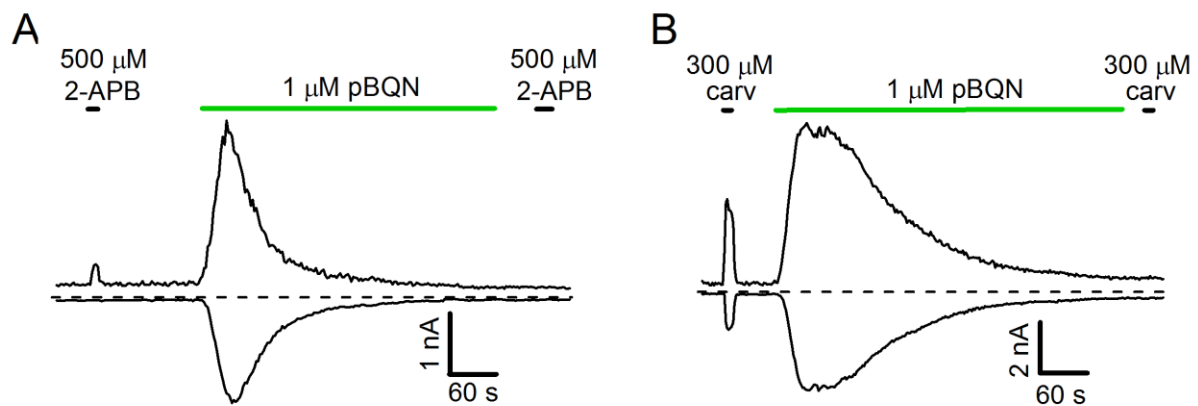 A
500 μM
2-APB
1 μM pBQN
500 μM
2-APB
1 nA
60 s
B
300 μM
carv
1 μM pBQN
300 μM
carv
2 nA
60 s